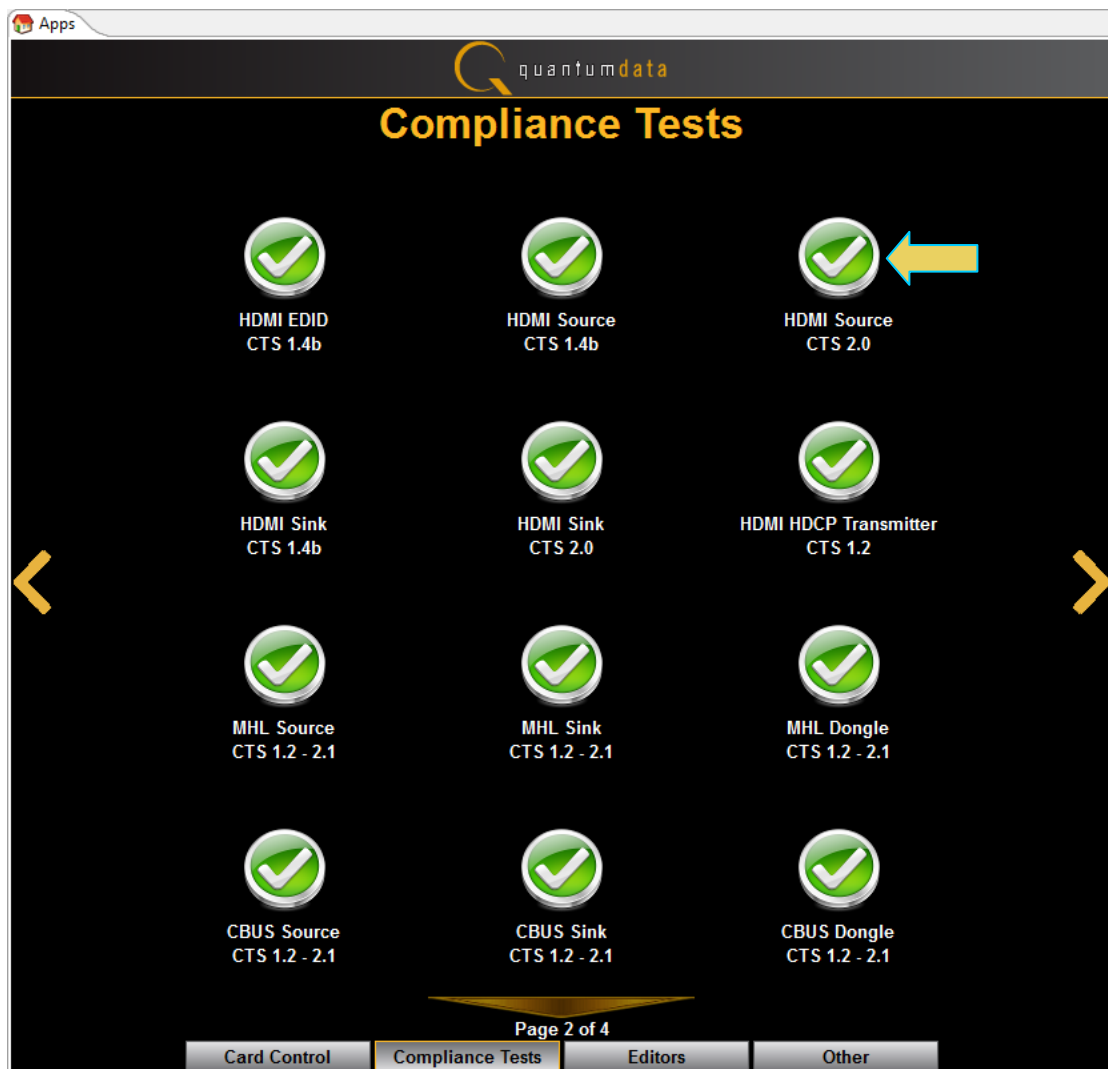 Apps
quantumdata
Compliance Tests
HDMI EDID
CTS 1.4b
HDMI Source
CTS 1.4b
HDMI Source
CTS 2.0
HDMI Sink
CTS 1.4b
HDMI Sink
CTS 2.0
HDMI HDCP Transmitter
CTS 1.2
MHL Source
CTS 1.2 - 2.1
MHL Sink
CTS 1.2 - 2.1
MHL Dongle
CTS 1.2 - 2.1
CBUS Source
CTS 1.2 - 2.1
CBUS Sink
CTS 1.2 - 2.1
CBUS Dongle
CTS 1.2 - 2.1
Page 2 of 4
Card Control
Compliance Tests
Editors
Other